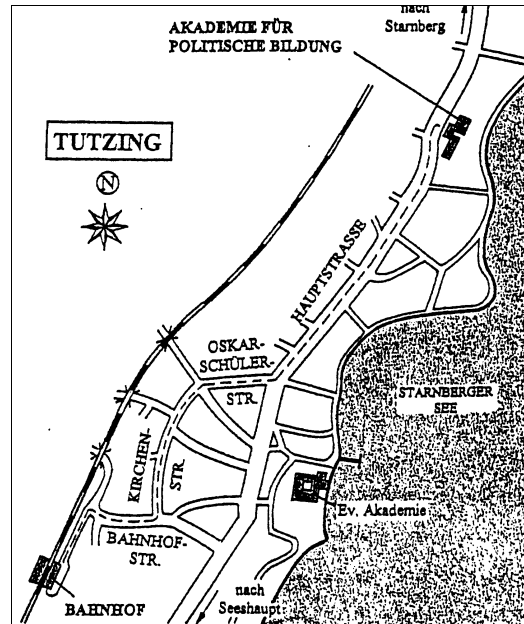 nach
Starnberg
AKADEMIE FÜR
POLITISCHE BILDUNG
TUTZING
N
HAUPTSTRASSE
OSKAR-
SCHÜLER-
STR.
STARNBERGER
SEE
KIRCHEN-
STR.
Ev. Akademie
BAHNHOF-
STR.
nach
Seeshaupt
BAHNHOF